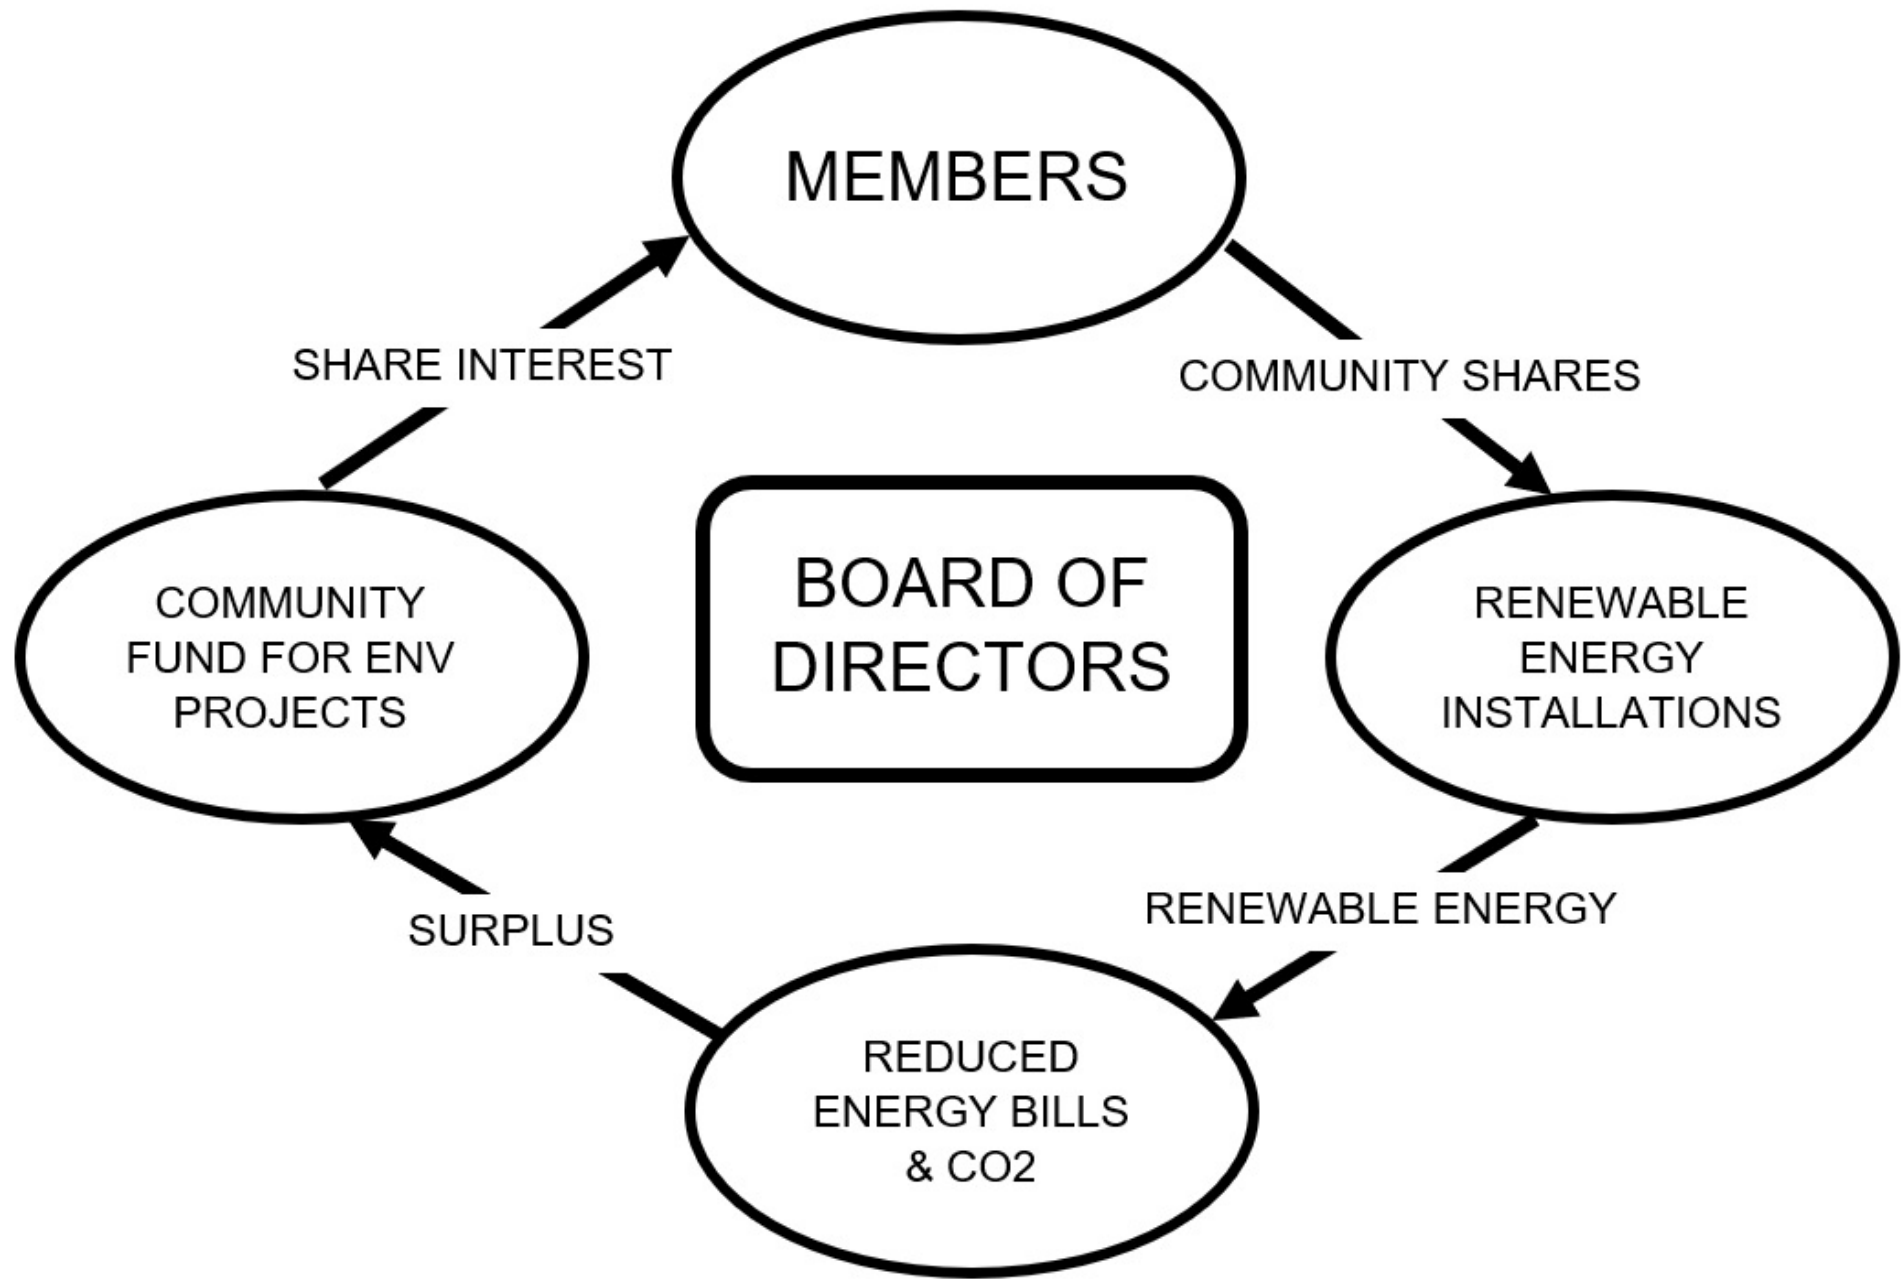 MEMBERS
SHARE INTEREST
COMMUNITY SHARES
BOARD OF
DIRECTORS
COMMUNITY
FUND FOR ENV
PROJECTS
RENEWABLE
ENERGY
INSTALLATIONS
SURPLUS
RENEWABLE ENERGY
REDUCED
ENERGY BILLS
& CO2